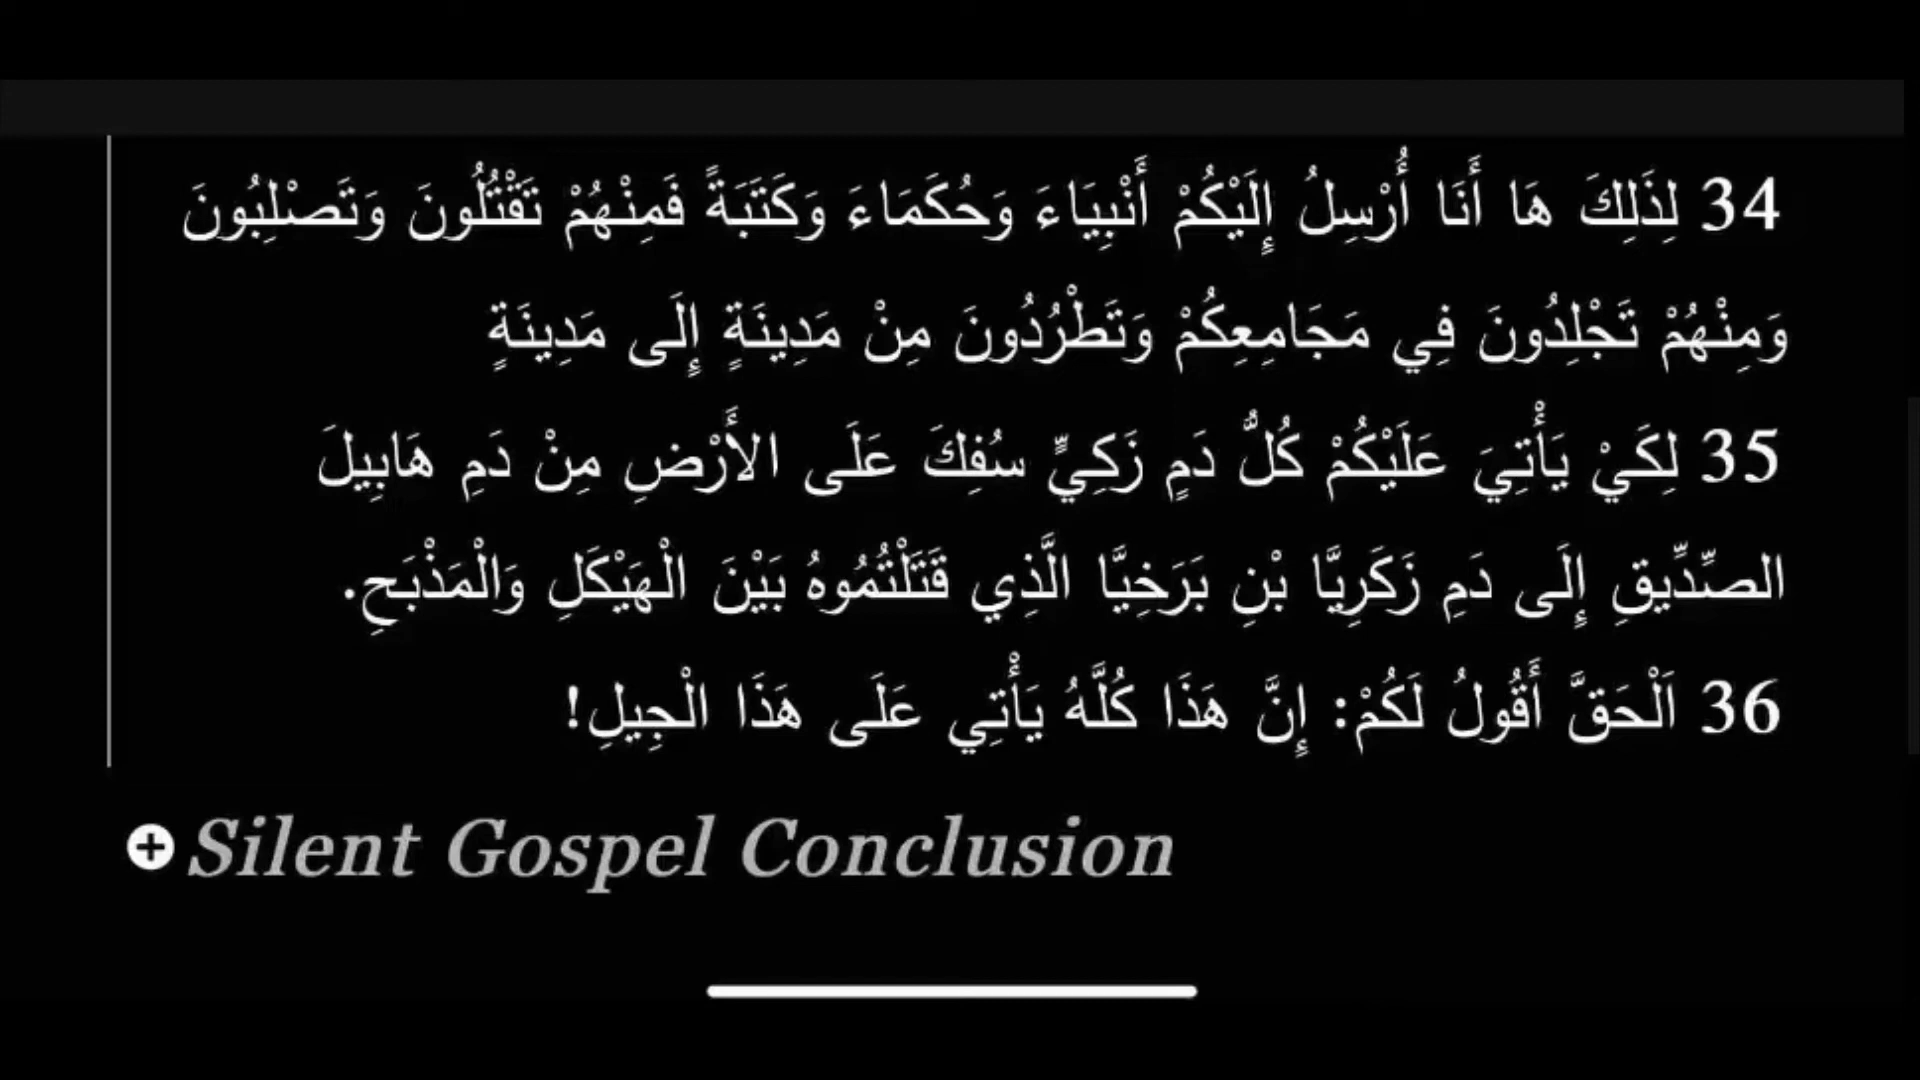 34 لِذَلِكَ هَا أَنَا أُرْسِلُ إِلَيْكُمْ أَنْبِيَاءَ وَحُكَمَاءَ وَكَتَبَةً فَمِنْهُمْ تَقْتُلُونَ وَتَصْلِبُونَ
وَمِنْهُمْ تَجْلِدُونَ فِي مَجَامِعِكُمْ وَتَطْرُدُونَ مِنْ مَدِينَةٍ إِلَى مَدِينَةٍ
35 لِكَيْ يَأْتِيَ عَلَيْكُمْ كُلُّ دَمٍ زَكِيٍّ سُفِكَ عَلَى الأَرْضِ مِنْ دَمِ هَابِيلَ
الصِّدِّيقِ إِلَى دَمِ زَكَرِيَّا بْنِ بَرَخِيَّا الَّذِي قَتَلْتُمُوهُ بَيْنَ الْهَيْكَلِ وَالْمَذْبَحِ.
36 اَلْحَقَّ أَقُولُ لَكُمْ: إِنَّ هَذَا كُلَّهُ يَأْتِي عَلَى هَذَا الْجِيلِ!
Silent Gospel Conclusion